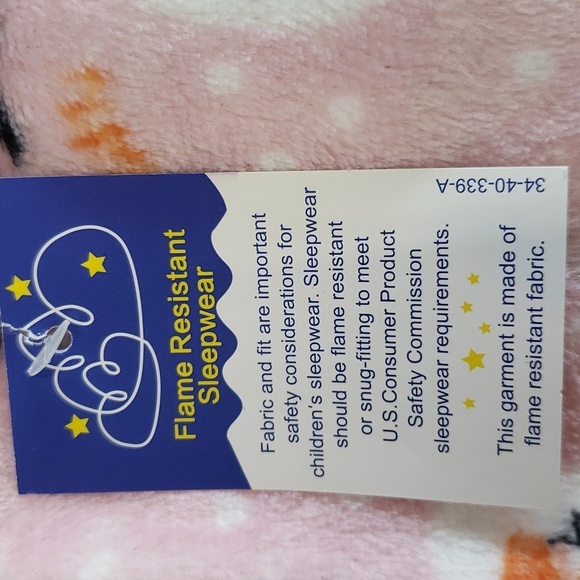 Flame Resistant
Sleepwear
Fabric and fit are important
safety considerations for
children's sleepwear. Sleepwear
should be flame resistant
or snug-fitting to meet
U.S.Consumer Product
Safety Commission
sleepwear requirements.
This garment is made of
flame resistant fabric.
34-40-339-A